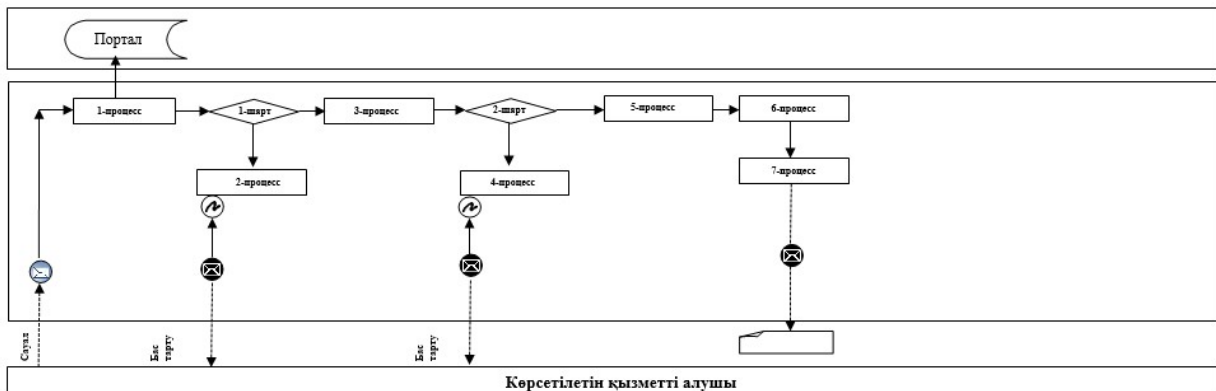 Портал
1-процесс
1-шарт
3-процесс
2-шарт
5-процесс
6-процесс
2-процесс
4-процесс
7-процесс
Сауал
Бас
тарту
Бас
тарту
Көрсетілетін қызметті алушы